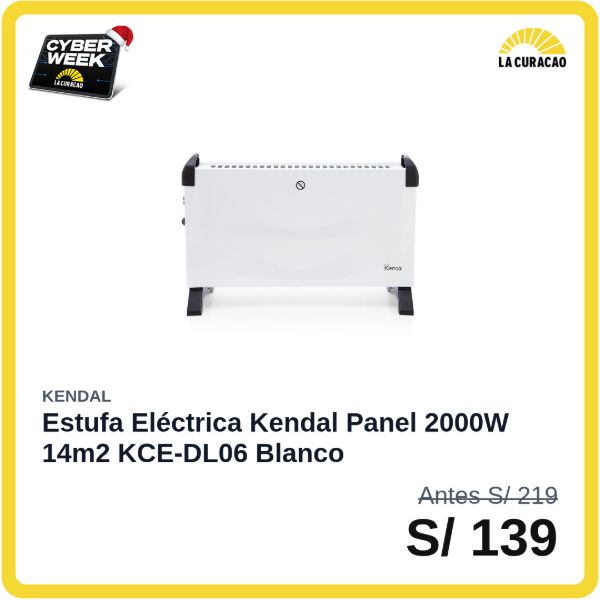 CYBER
WEEK
LA CURACAO
LA CURACAO
Kendal
KENDAL
Estufa Eléctrica Kendal Panel 2000W
14m2 KCE-DL06 Blanco
Antes S/ 219
S/ 139